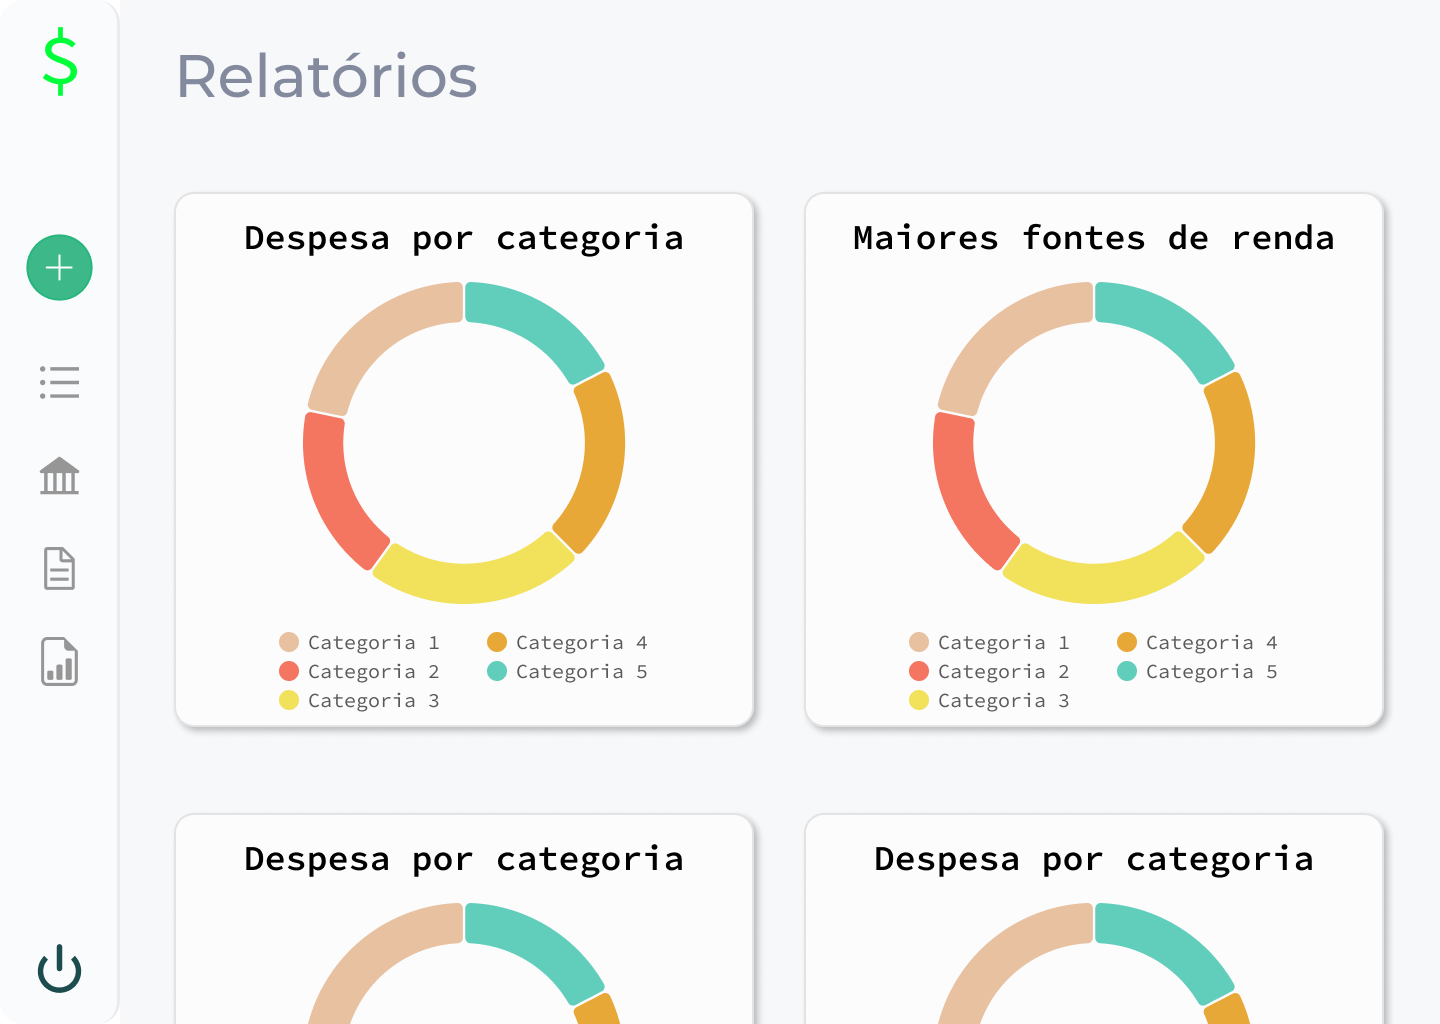 $
Relatórios
Despesa por categoria
Categoria 1
Categoria 4
Categoria 2
Categoria 5
Categoria 3
Maiores fontes de renda
Categoria 1
Categoria 4
Categoria 2
Categoria 5
Categoria 3
Despesa por categoria
Despesa por categoria